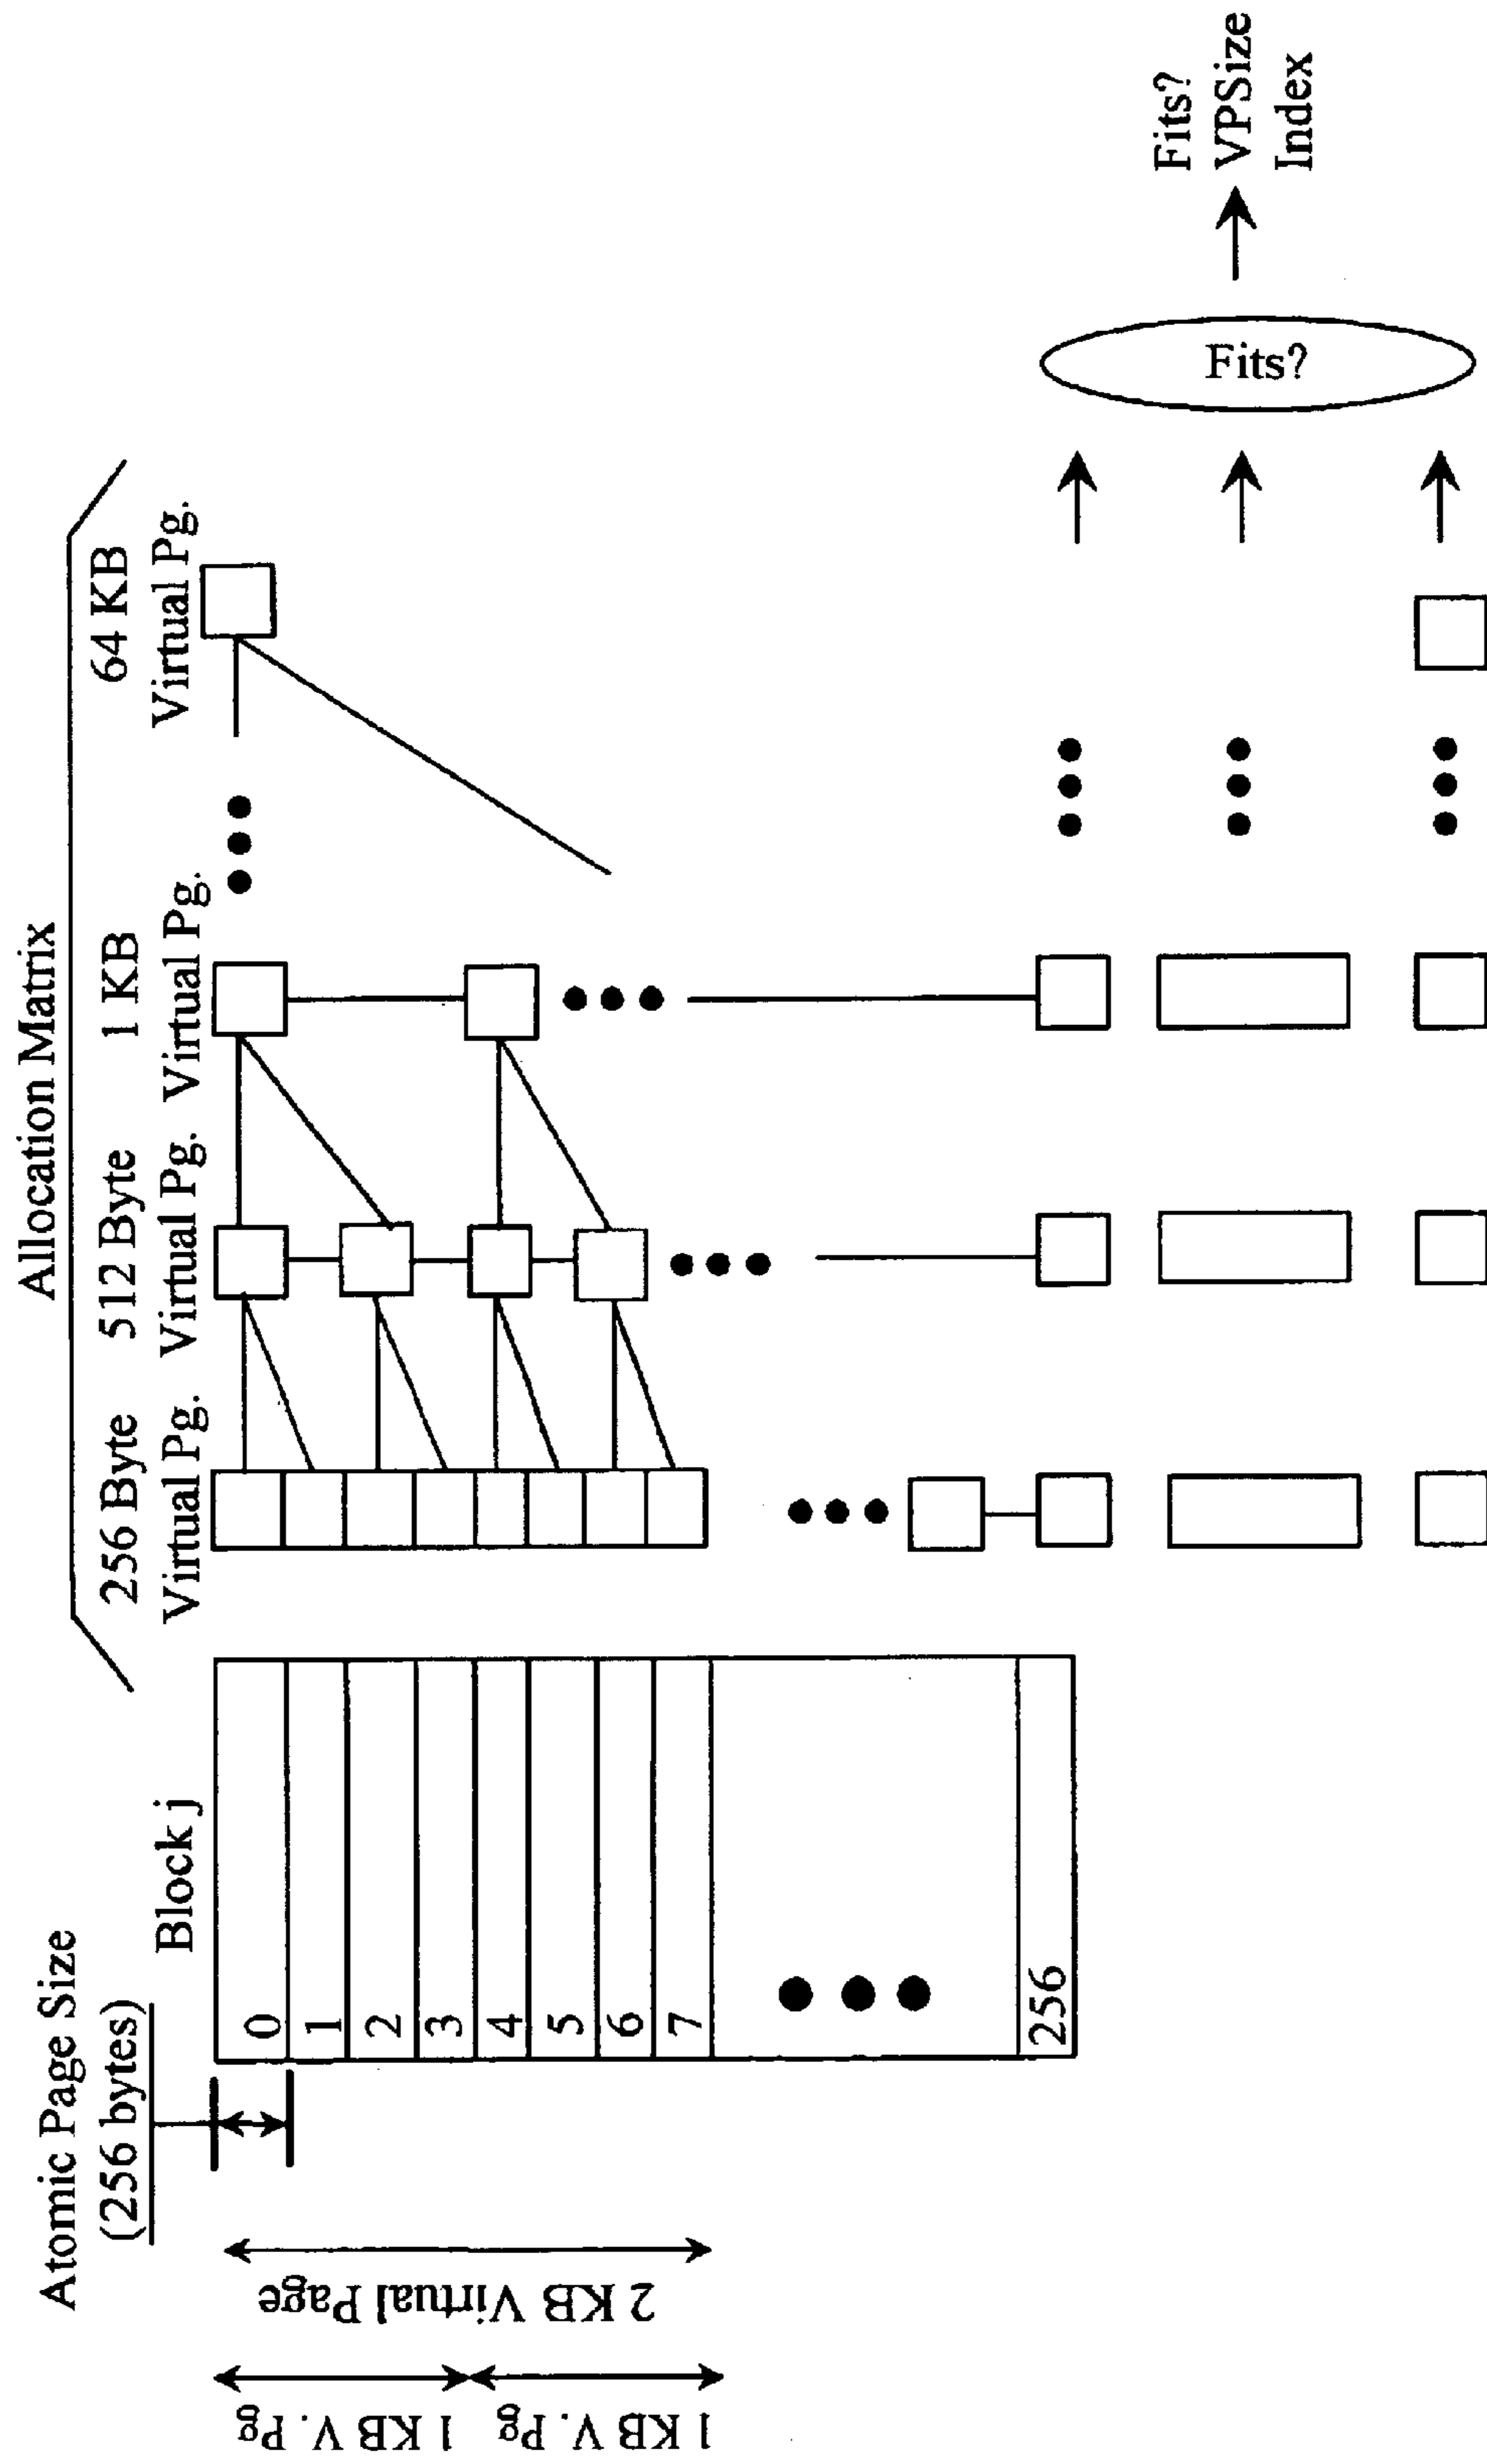 Allocation Matrix
Atomic Page Size
(256 bytes)
Block j
256 Byte
Virtual Pg.
512 Byte
Virtual Pg.
1 KB
Virtual Pg.
64 KB
Virtual Pg.
0
1
2
3
4
5
6
7
256
2 KB Virtual Page
1 KB V. Pg
1 KB V. Pg
Fits?
Fits?
VPSize
Index